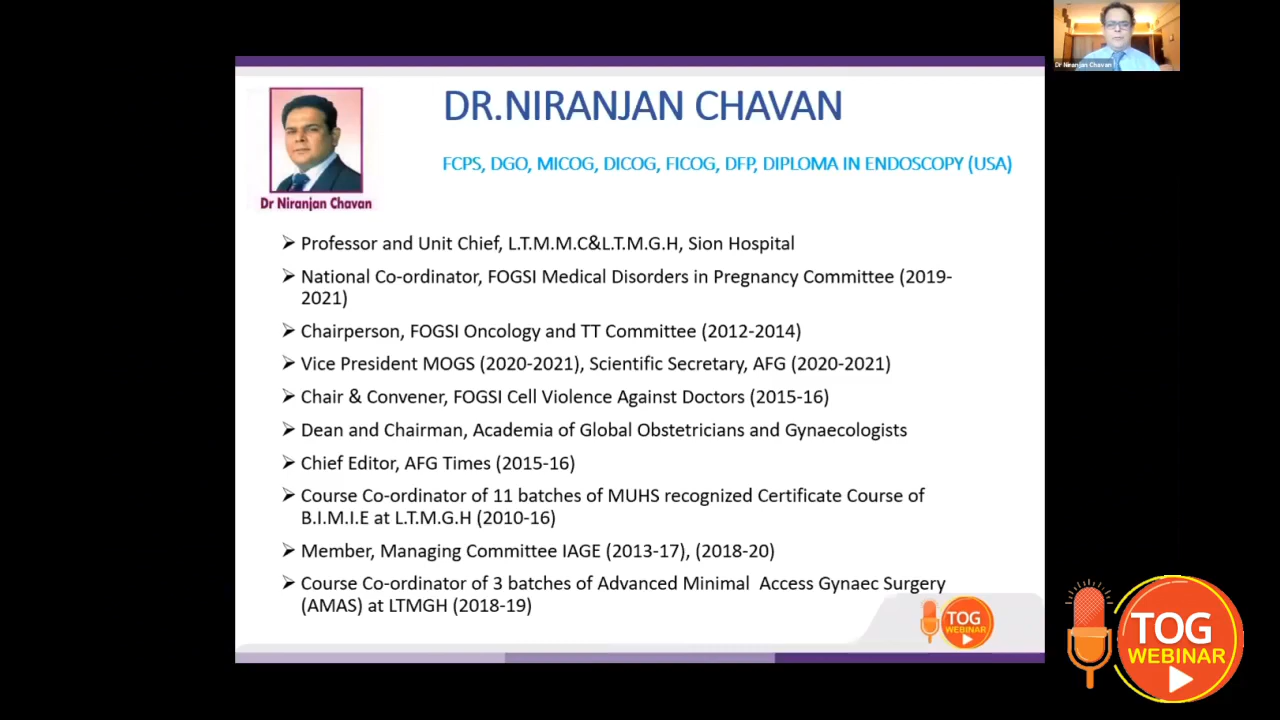 Dr Niranjan Chavan
DR.NIRANJAN CHAVAN
FCPS, DGO, MICOG, DICOG, FICOG, DFP, DIPLOMA IN ENDOSCOPY (USA)
Dr Niranjan Chavan
➢ Professor and Unit Chief, L.T.M.M.C&L.T.M.G.H, Sion Hospital
➢ National Co-ordinator, FOGSI Medical Disorders in Pregnancy Committee (2019-
2021)
➢ Chairperson, FOGSI Oncology and TT Committee (2012-2014)
➢ Vice President MOGS (2020-2021), Scientific Secretary, AFG (2020-2021)
➢ Chair & Convener, FOGSI Cell Violence Against Doctors (2015-16)
➢ Dean and Chairman, Academia of Global Obstetricians and Gynaecologists
➢ Chief Editor, AFG Times (2015-16)
➢ Course Co-ordinator of 11 batches of MUHS recognized Certificate Course of
B.I.M.I.E at L.T.M.G.H (2010-16)
➢ Member, Managing Committee IAGE (2013-17), (2018-20)
➢ Course Co-ordinator of 3 batches of Advanced Minimal Access Gynaec Surgery
(AMAS) at LTMGH (2018-19)
TOG
WEBINAR
TOG
WEBINAR